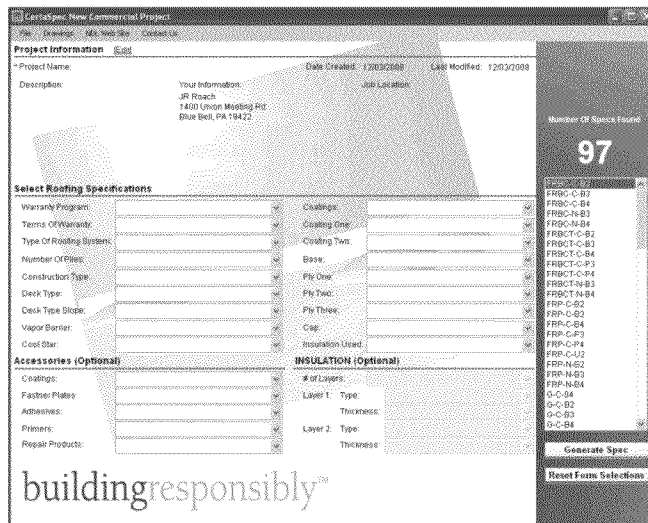 CertaSpec New Commercial Project
File Drawings Web Site Contact Us
Project Information Edit
* Project Name:
Date Created: 12/03/2008
Last Modified: 12/03/2008
Description:
Your Information:
JR Roach
1400 Union Meeting Rd
Blue Bell, PA 19422
Job Location:
Select Roofing Specifications
Warranty Program:
Terms Of Warranty:
Type Of Roofing System:
Number Of Plies:
Construction Type:
Deck Type:
Deck Type Slope:
Vapor Barrier:
Cool Star:
Coatings:
Coating One:
Coating Two:
Base:
Ply One:
Ply Two:
Ply Three:
Cap:
Insulation Used:
Accessories (Optional)
Coatings:
Fastner Plates
Adhesives:
Primers:
Repair Products:
INSULATION (Optional)
# of Layers:
Layer 1: Type:
Thickness:
Layer 2: Type:
Thickness:
buildingresponsibly™
Number Of Specs Found
97
FRBC-C-B3
FRBC-C-B4
FRBC-N-B3
FRBC-N-B4
FRBCT-C-B2
FRBCT-C-B3
FRBCT-C-B4
FRBCT-C-P3
FRBCT-C-P4
FRBCT-N-B3
FRBCT-N-B4
FRP-C-B2
FRP-C-B3
FRP-C-B4
FRP-C-P3
FRP-C-P4
FRP-C-U2
FRP-N-B2
FRP-N-B3
FRP-N-B4
G-C-B2
G-C-B3
G-C-B4
Generate Spec
Reset Form Selections